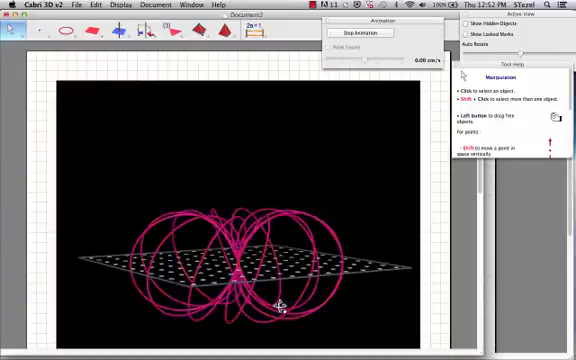 Cabri 3D v2 File Edit Display Document Window Help 11 (100%) Thu 12:52 PM STezel
Document2
Animation
Stop Animation
Point Fixate
0.00 cm/s
Active View
Show Hidden Objects
Show Locked Marks
Auto Rotate
Tool Help
Manipulation
• Click to select an object.
• Shift + Click to select more than one object.
• Left button to drag free
objects.
For points :
- Shift to move a point in
space vertically